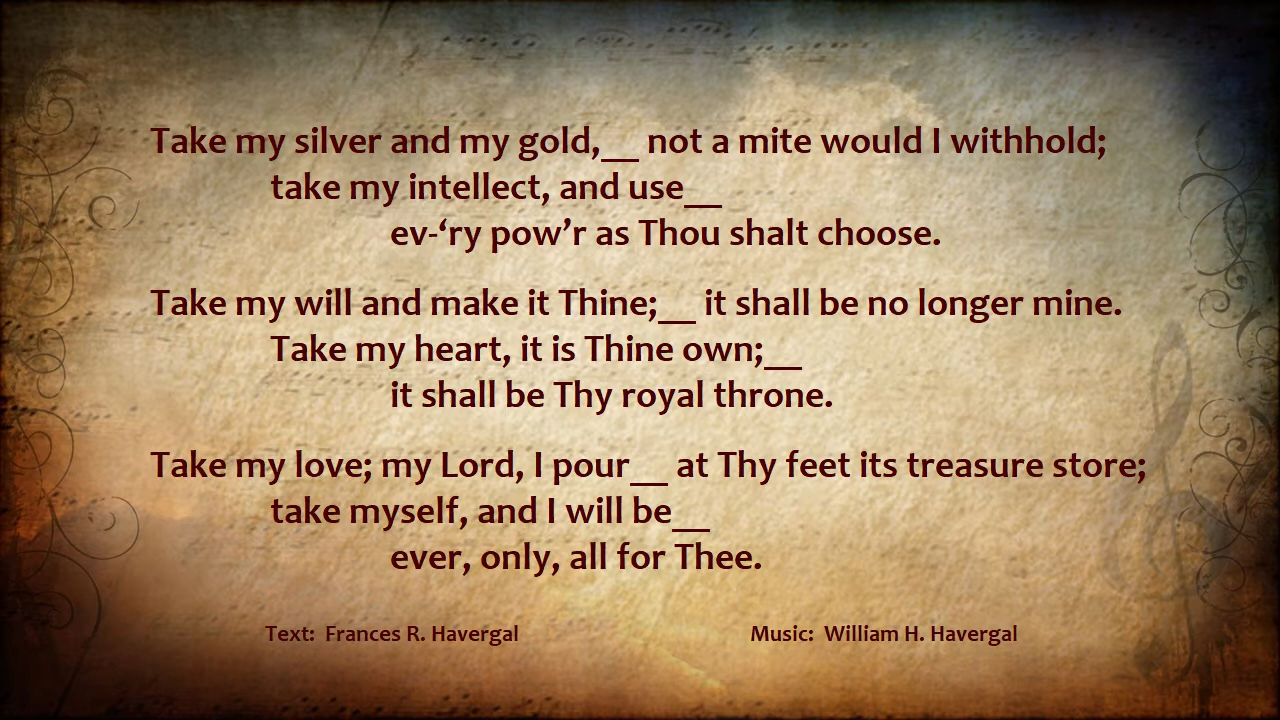 Take my silver and my gold,__ not a mite would I withhold;
take my intellect, and use__
ev-‘ry pow’r as Thou shalt choose.
Take my will and make it Thine;__ it shall be no longer mine.
Take my heart, it is Thine own;__
it shall be Thy royal throne.
Take my love; my Lord, I pour__ at Thy feet its treasure store;
take myself, and I will be__
ever, only, all for Thee.
Text: Frances R. Havergal
Music: William H. Havergal